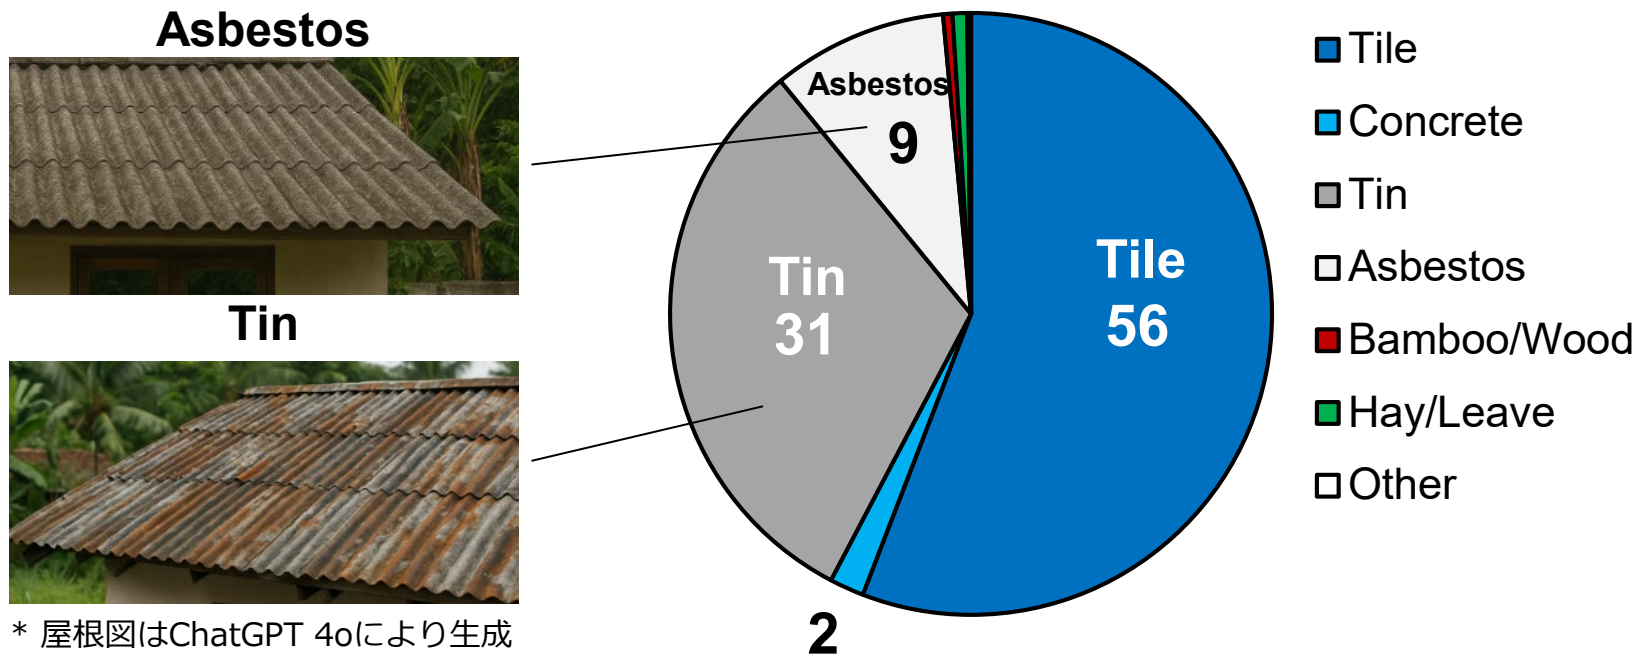 Asbestos
Tin
* 屋根図はChatGPT 4oにより生成
Asbestos
9
Tin
31
Tile
56
2
Tile
Concrete
Tin
Asbestos
Bamboo/Wood
Hay/Leave
Other